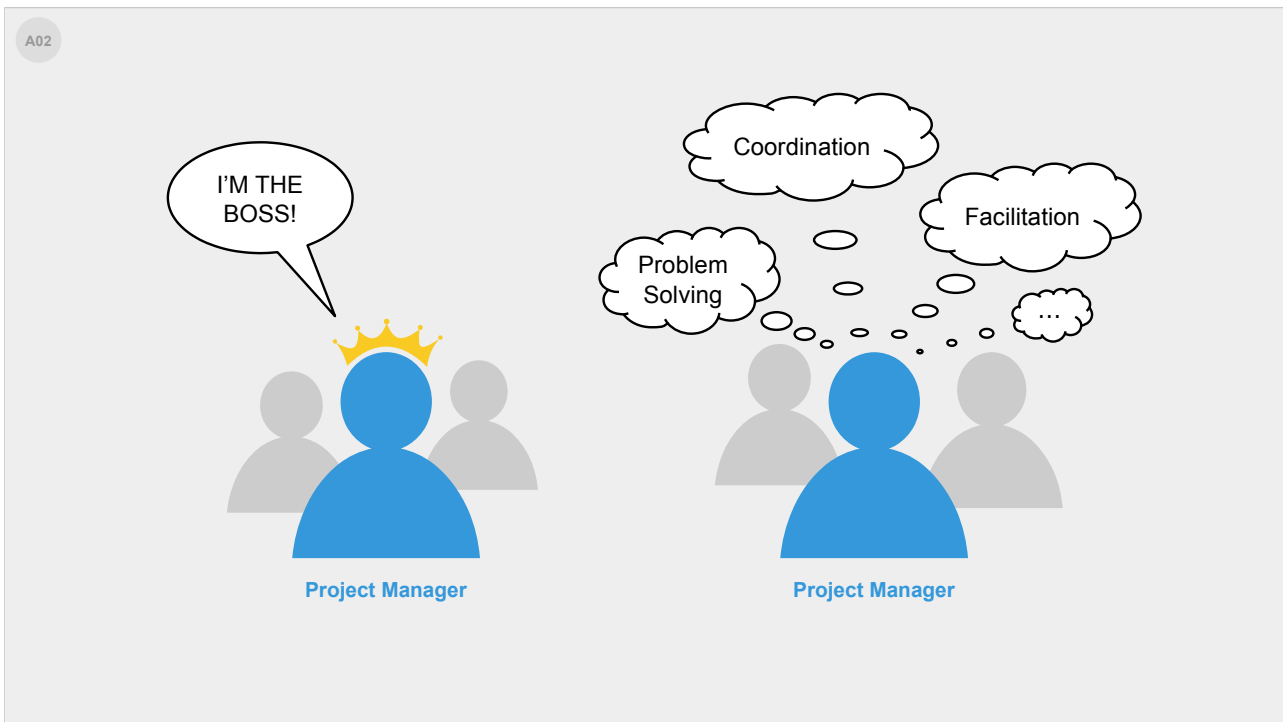 A02
I’M THE
BOSS!
Project Manager
Coordination
Facilitation
Problem
Solving
...
Project Manager